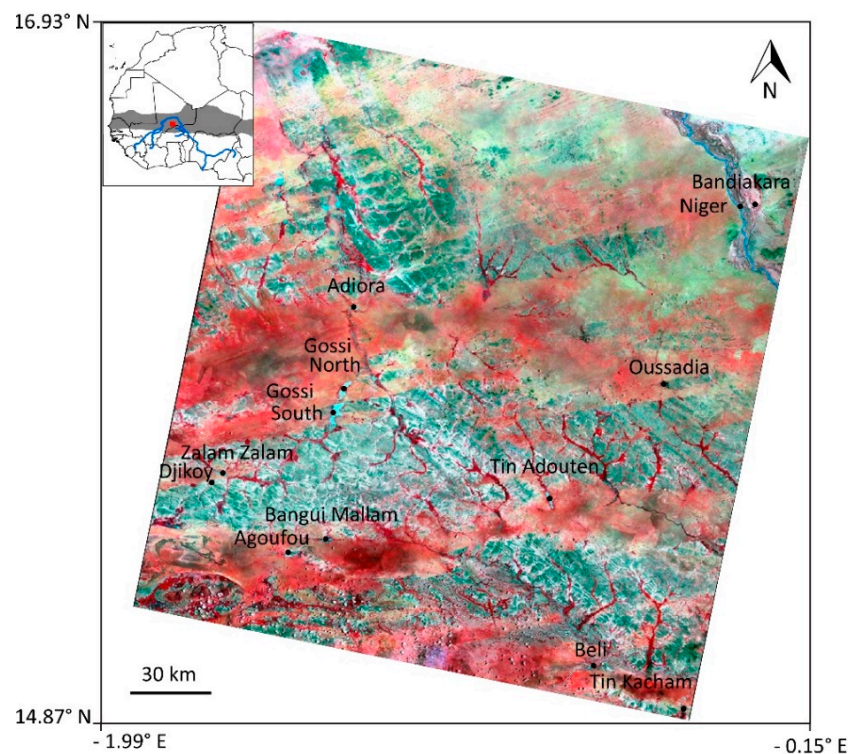 16.93° N
N
Bandiakara
Niger
Adiora
Gossi
North
Oussadia
Gossi
South
Zalam Zalam
Djikoy
Tin Adouten
Bangui Mallam
Agoufou
Beli
30 km
Tin Kacham
14.87° N
- 1.99° E
- 0.15° E